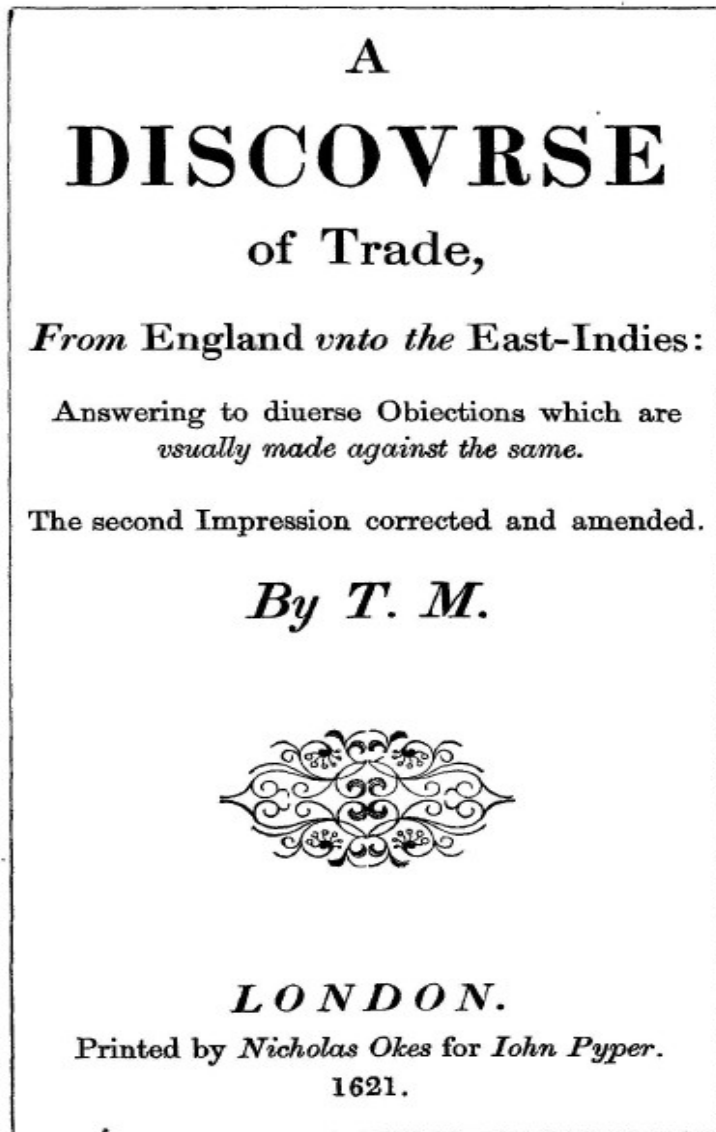 A
DISCOVRSE
of Trade,
From England vnto the East-Indies:
Answering to diuerse Obiections which are
vsually made against the same.
The second Impression corrected and amended.
By T. M.
LONDON.
Printed by Nicholas Okes for Iohn Pyper.
1621.